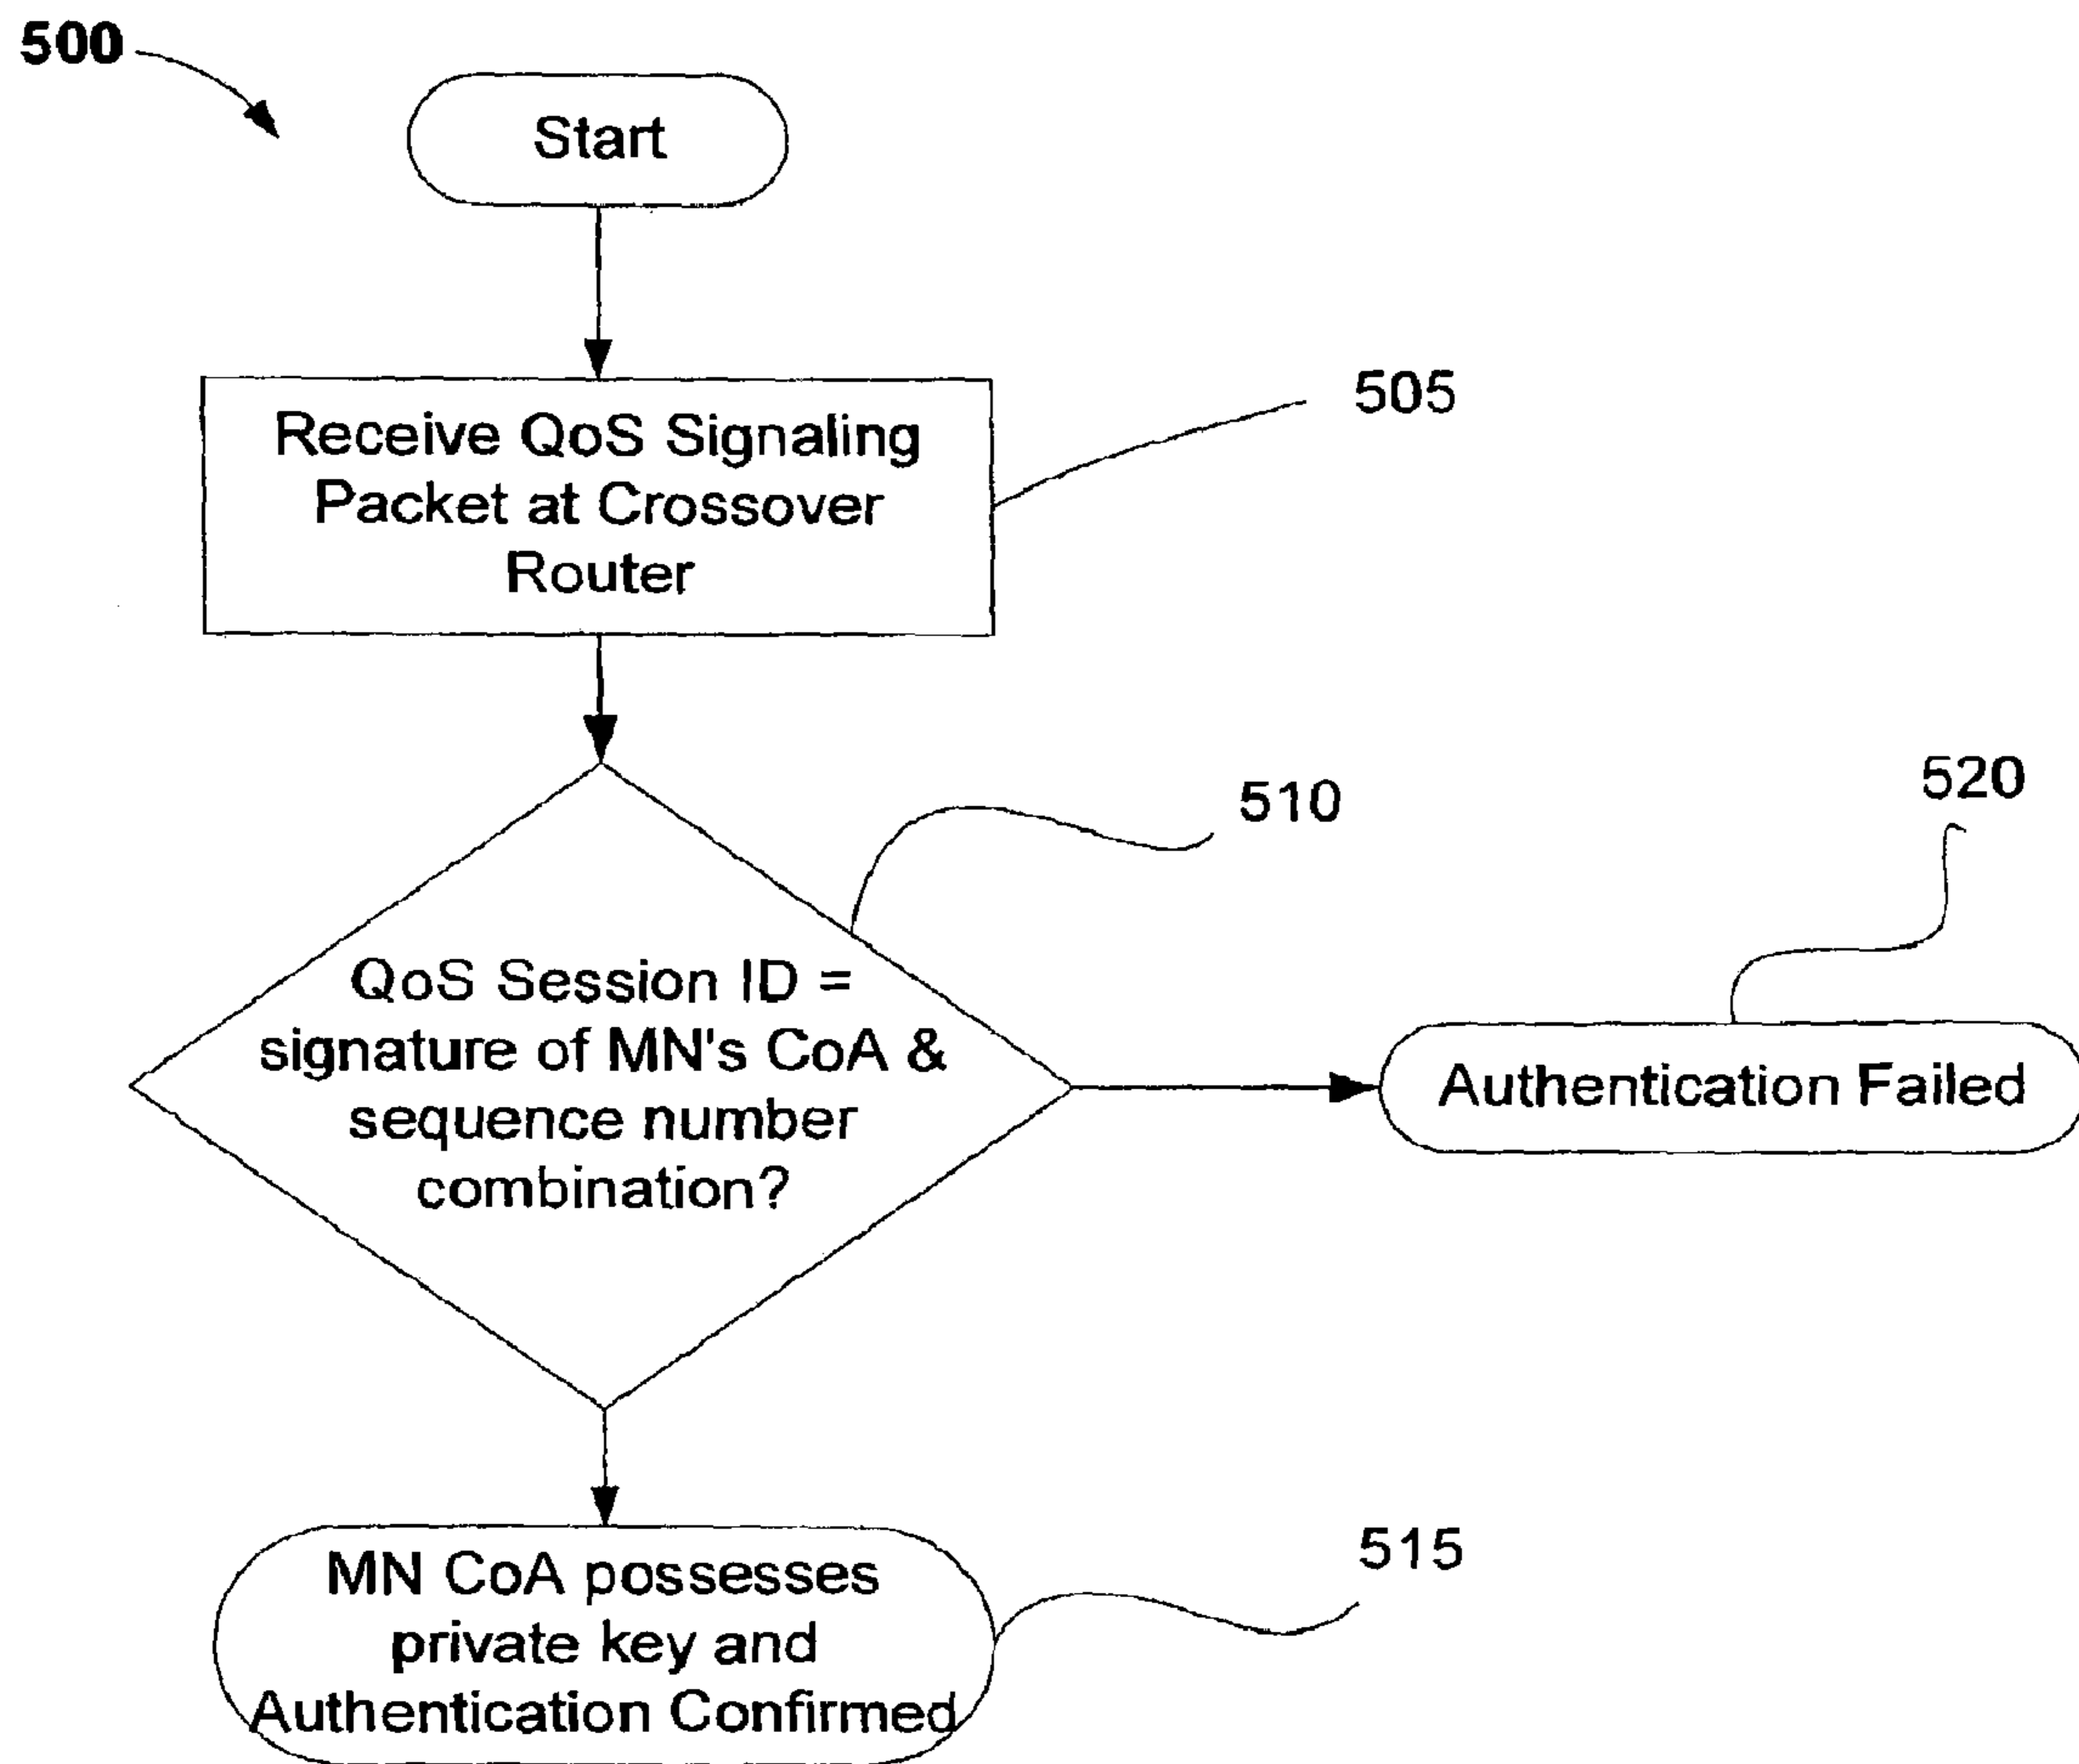 500
Start
Receive QoS Signaling
Packet at Crossover
Router
505
510
520
QoS Session ID =
signature of MN's CoA &
sequence number
combination?
Authentication Failed
MN CoA possesses
private key and
Authentication Confirmed
515